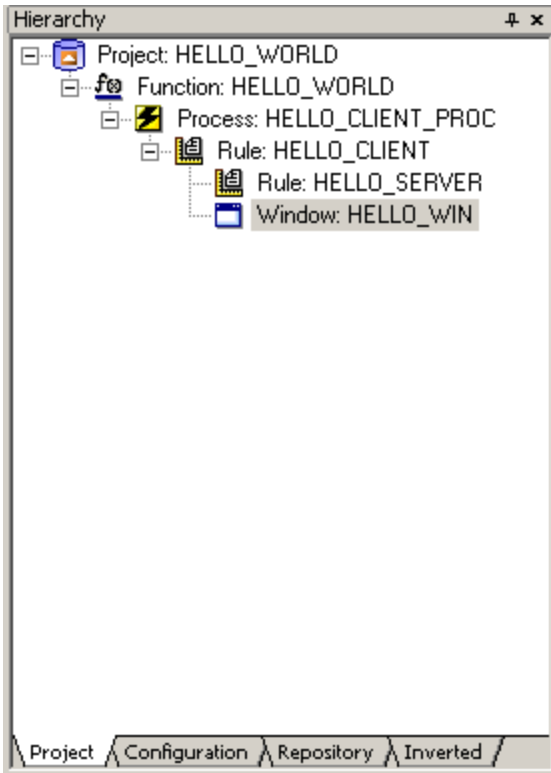 Hierarchy
Project: HELLO_WORLD
Function: HELLO_WORLD
Process: HELLO_CLIENT_PROC
Rule: HELLO_CLIENT
Rule: HELLO_SERVER
Window: HELLO_WIN
Project Configuration Repository Inverted